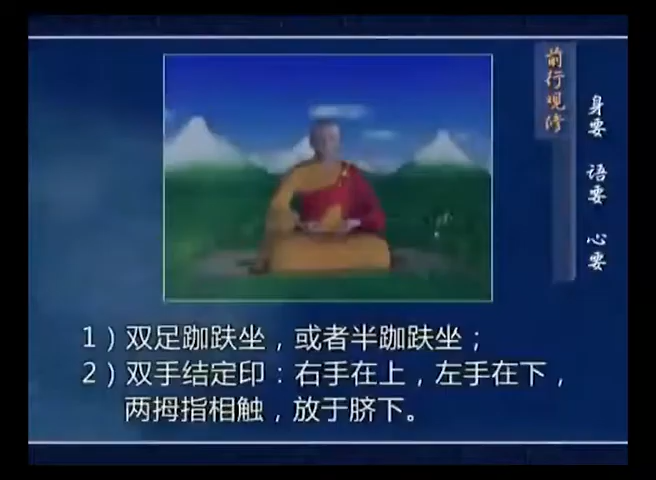 前行观修
身要
语要
心要
1）双足跏趺坐，或者半跏趺坐；
2）双手结定印：右手在上，左手在下，
两拇指相触，放于脐下。